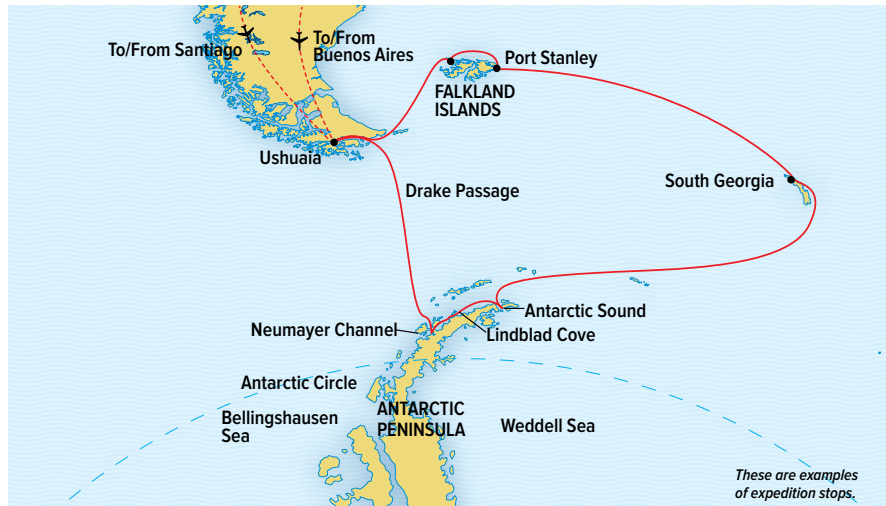 To/From Santiago
To/From
Buenos Aires
Port Stanley
FALKLAND
ISLANDS
Ushuaia
South Georgia
Drake Passage
Antarctic Sound
Neumayer Channel
Lindblad Cove
Antarctic Circle
ANTARCTIC
PENINSULA
Bellingshausen
Sea
Weddell Sea
These are examples
of expedition stops.